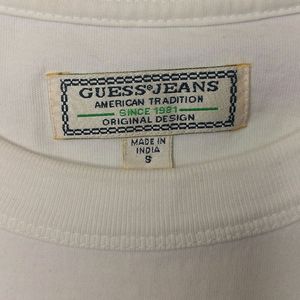 GUESS JEANS
AMERICAN TRADITION
SINCE 1981
ORIGINAL DESIGN
MADE IN
INDIA
S